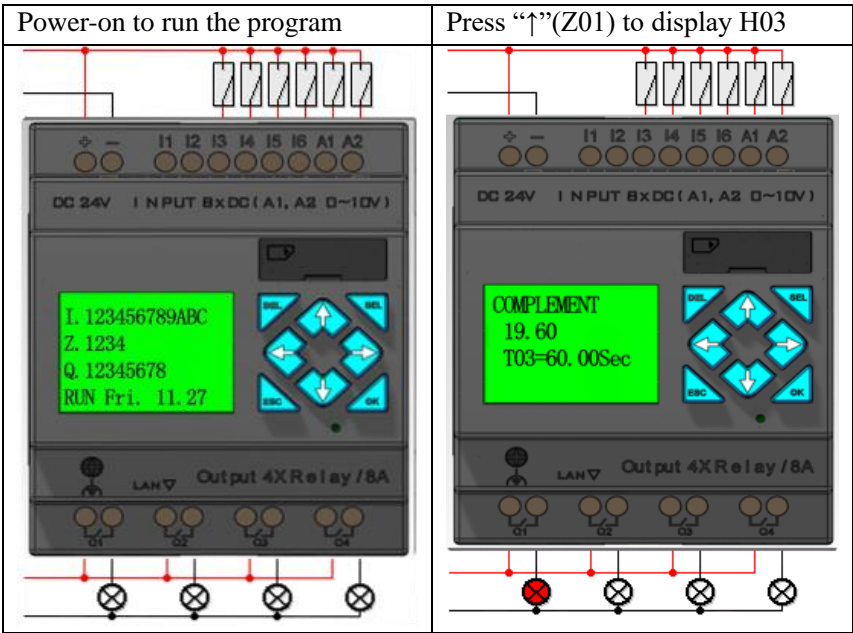 Power-on to run the program
Press “↑”(Z01) to display H03
+ − I1 I2 I3 I4 I5 I6 A1 A2
DC 24V INPUT 8xDC(A1, A2 0~10V)
I. 123456789ABC
Z. 1234
Q. 12345678
RUN Fri. 11.27
DEL
SEL
ESC
OK
LAN▽ Output 4XRelay/8A
Q1 Q2 Q3 Q4
+ − I1 I2 I3 I4 I5 I6 A1 A2
DC 24V INPUT 8xDC(A1, A2 0~10V)
COMPLEMENT
19.60
T03=60.00Sec
DEL
SEL
ESC
OK
LAN▽ Output 4XRelay/8A
Q1 Q2 Q3 Q4